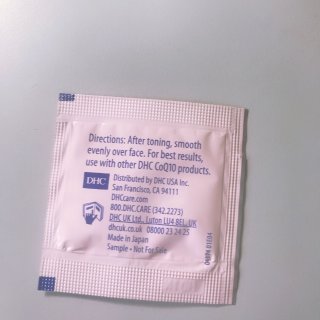 Directions: After toning, smooth
evenly over face. For best results,
use with other DHC CoQ10 products.
DHC
Distributed by DHC USA Inc.
San Francisco, CA 94111
DHCcare.com
800.DHC.CARE (342.2273)
DHC UK Ltd., Luton LU4 8EL, UK
dhcuk.co.uk 08000 23 24 25
Made in Japan
Sample - Not For Sale